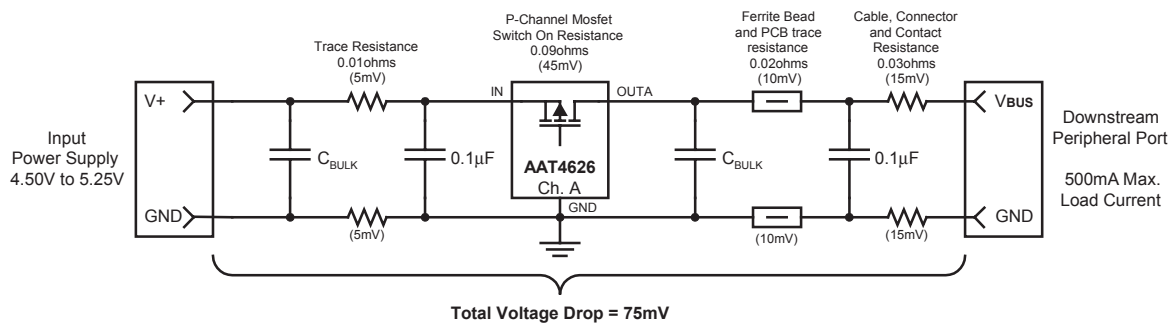 P-Channel Mosfet
Switch On Resistance
0.09ohms
(45mV)
Trace Resistance
0.01ohms
(5mV)
Ferrite Bead
and PCB trace
resistance
0.02ohms
(10mV)
Cable, Connector
and Contact
Resistance
0.03ohms
(15mV)
V+
IN
OUTA
VBUS
Input
Power Supply
4.50V to 5.25V
CBULK
0.1μF
AAT4626
Ch. A
CBULK
0.1μF
Downstream
Peripheral Port
500mA Max.
Load Current
GND
(5mV)
GND
(10mV)
(15mV)
GND
Total Voltage Drop = 75mV